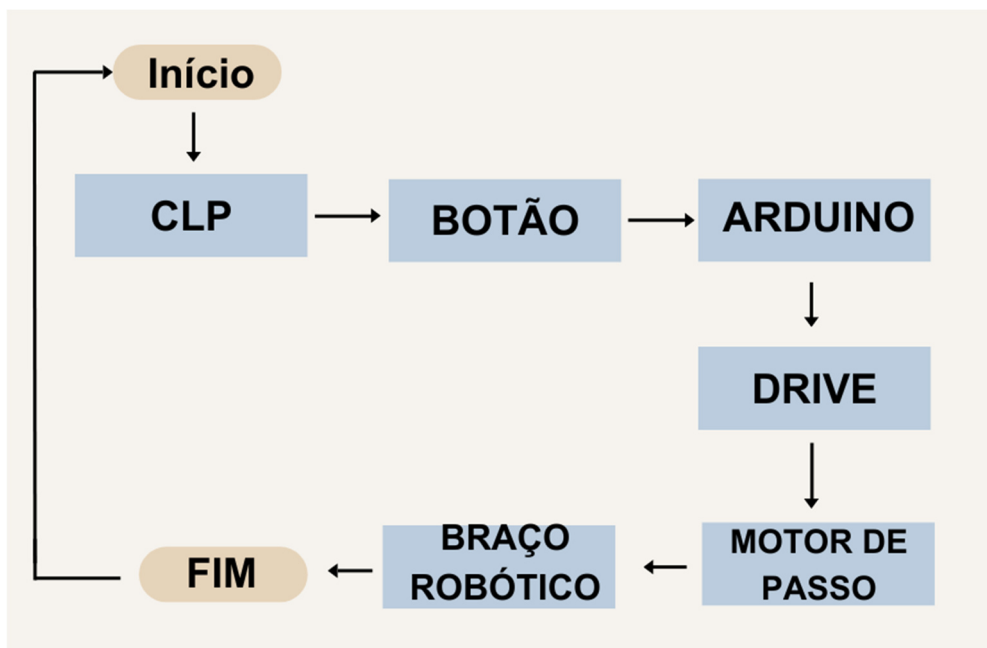 Início
CLP
BOTÃO
ARDUINO
DRIVE
MOTOR DE
PASSO
BRAÇO
ROBÓTICO
FIM